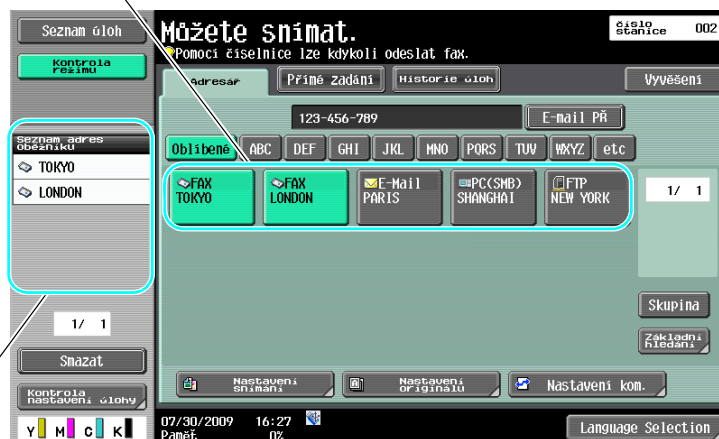 Seznam úloh
Kontrola
režimu
Můžete snímat.
Pomocí číselnice lze kdykoli odeslat fax.
číslo
stanice 002
Adresář
Přímé zadání
Historie úloh
Vyvěšení
123-456-789
E-mail PŘ
Oblíbené ABC DEF GHI JKL MNO PQRS TUV WXYZ etc
Seznam adres
oběžníku
TOKYO
LONDON
FAX
TOKYO
FAX
LONDON
E-Mail
PARIS
PC(SMB)
SHANGHAI
FTP
NEW YORK
1/ 1
1/ 1
Skupina
Základní
hledání
Smazat
Kontrola
nastavení úlohy
Nastavení
snímání
Nastavení
originálu
Nastavení kom.
Y M C K
07/30/2009 16:27
Paměť 0%
Language Selection